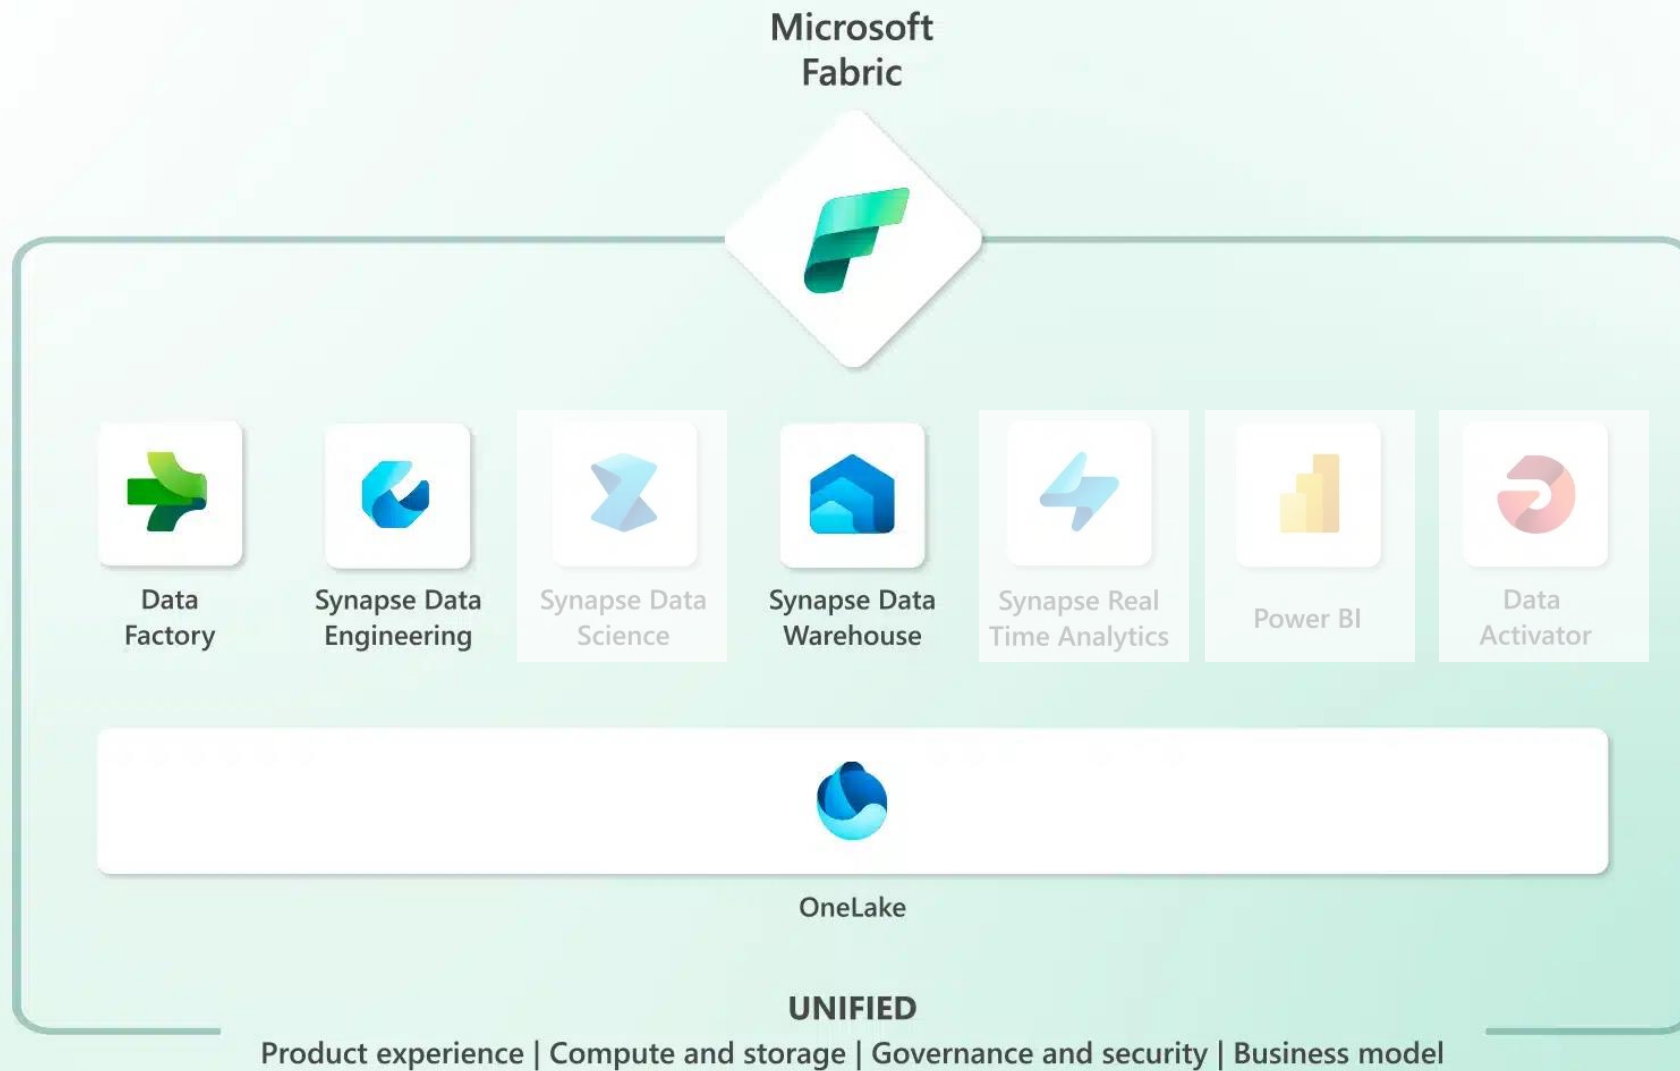 Microsoft
Fabric
Data
Factory
Synapse Data
Engineering
Synapse Data
Science
Synapse Data
Warehouse
Synapse Real
Time Analytics
Power BI
Data
Activator
OneLake
UNIFIED
Product experience | Compute and storage | Governance and security | Business model